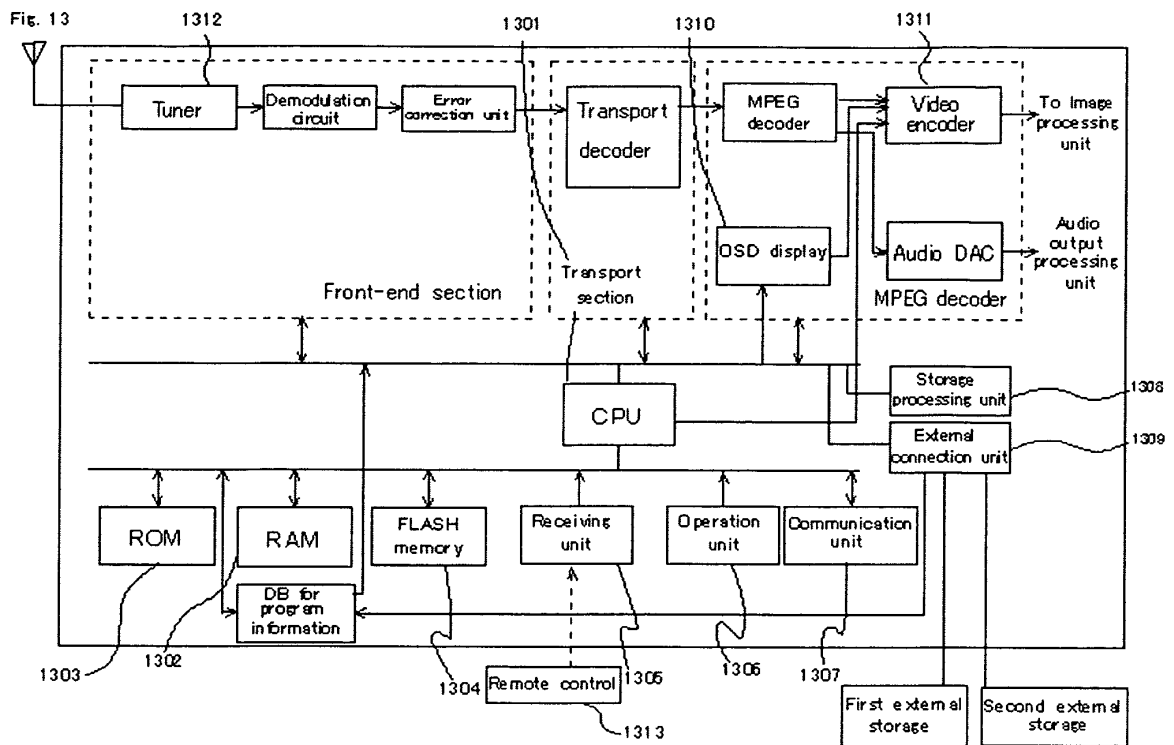 Fig. 13
1312
1301
1310
1311
Tuner
Demodulation
circuit
Error
correction unit
Transport
decoder
MPEG
decoder
Video
encoder
To Image
processing
unit
OSD display
Audio DAC
Audio
output
processing
unit
Front-end section
Transport
section
MPEG decoder
CPU
Storage
processing unit
1308
External
connection unit
1309
ROM
RAM
FLASH
memory
Receiving
unit
Operation
unit
Communication
unit
DB for
program
information
1303
1302
1304
1305
1306
1307
Remote control
1313
First external
storage
Second external
storage